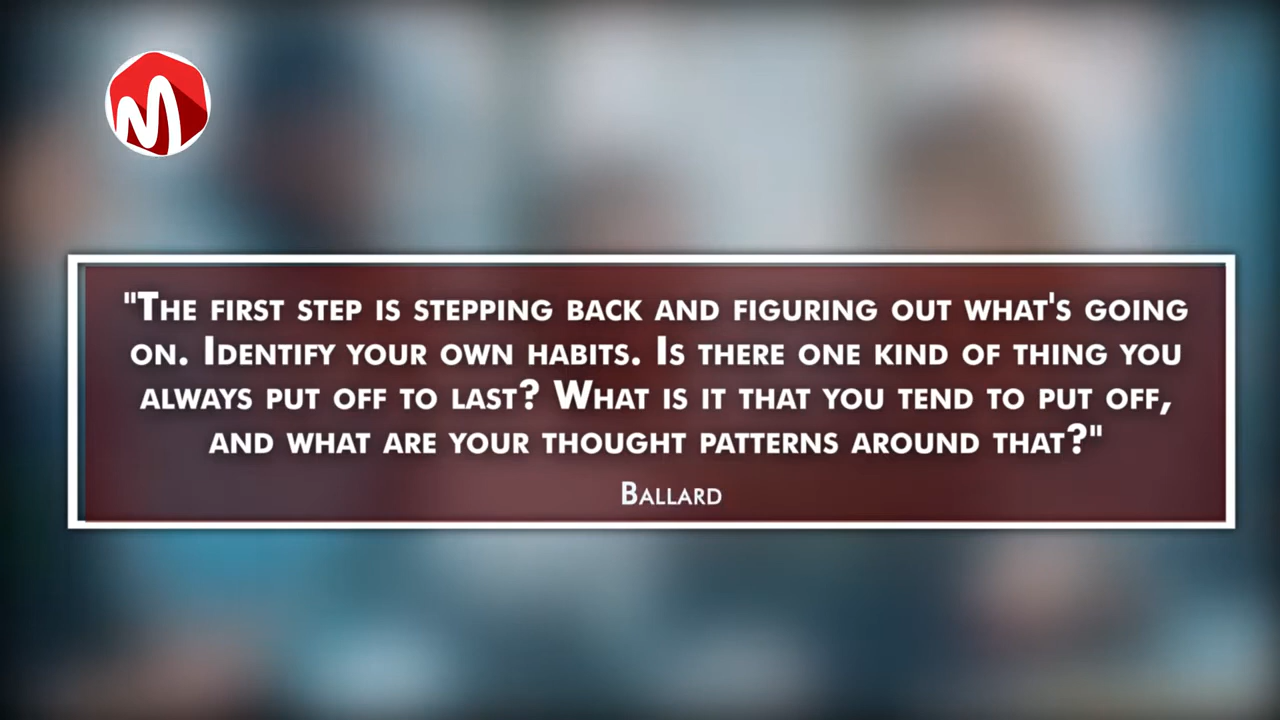 "The first step is stepping back and figuring out what's going
on. Identify your own habits. Is there one kind of thing you
always put off to last? What is it that you tend to put off,
and what are your thought patterns around that?"
Ballard